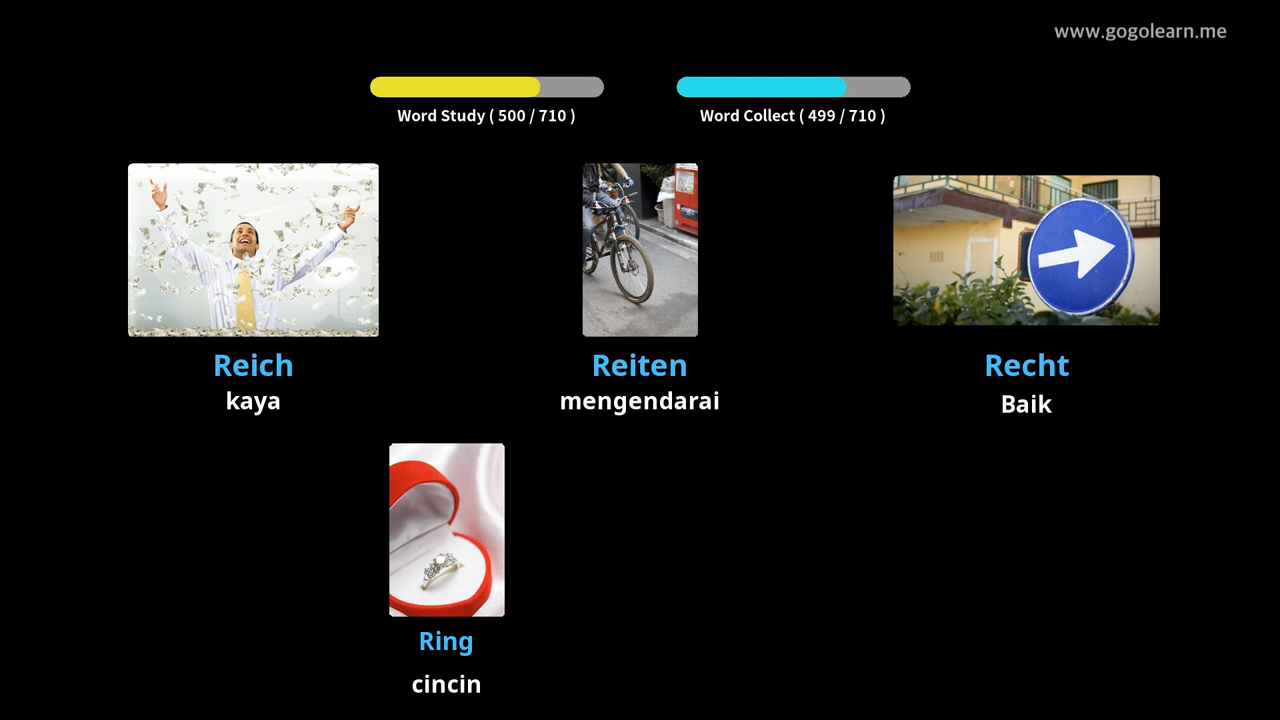 www.gogolearn.me
Word Study ( 500 / 710 )
Word Collect ( 499 / 710 )
Reich
Reiten
Recht
kaya
mengendarai
Baik
Ring
cincin